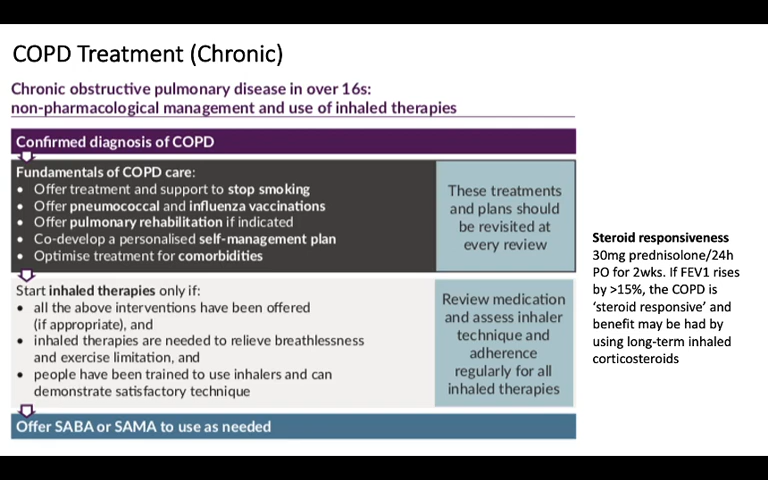 COPD Treatment (Chronic)
Chronic obstructive pulmonary disease in over 16s:
non-pharmacological management and use of inhaled therapies
Confirmed diagnosis of COPD
Fundamentals of COPD care:
• Offer treatment and support to stop smoking
• Offer pneumococcal and influenza vaccinations
• Offer pulmonary rehabilitation if indicated
• Co-develop a personalised self-management plan
• Optimise treatment for comorbidities
These treatments
and plans should
be revisited at
every review
Start inhaled therapies only if:
• all the above interventions have been offered
(if appropriate), and
• inhaled therapies are needed to relieve breathlessness
and exercise limitation, and
• people have been trained to use inhalers and can
demonstrate satisfactory technique
Review medication
and assess inhaler
technique and
adherence
regularly for all
inhaled therapies
Offer SABA or SAMA to use as needed
Steroid responsiveness
30mg prednisolone/24h
PO for 2wks. If FEV1 rises
by >15%, the COPD is
‘steroid responsive’ and
benefit may be had by
using long-term inhaled
corticosteroids